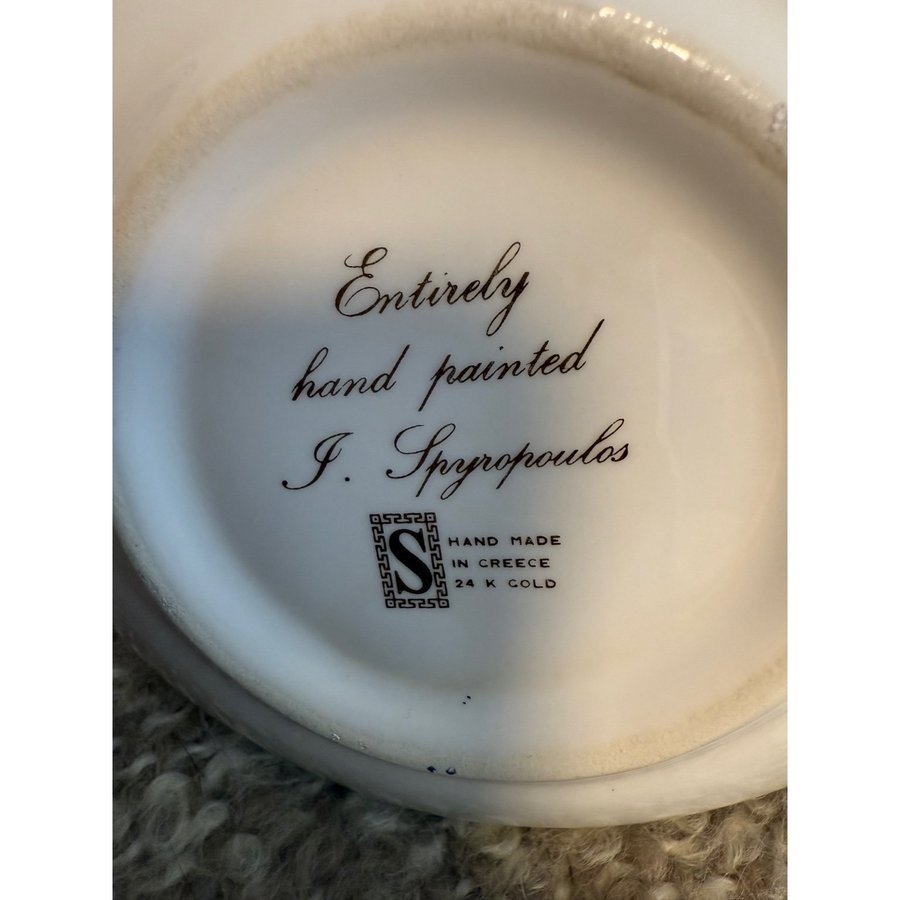 Entirely
hand painted
J. Spyropoulos
S
HAND MADE
IN GREECE
24 K GOLD